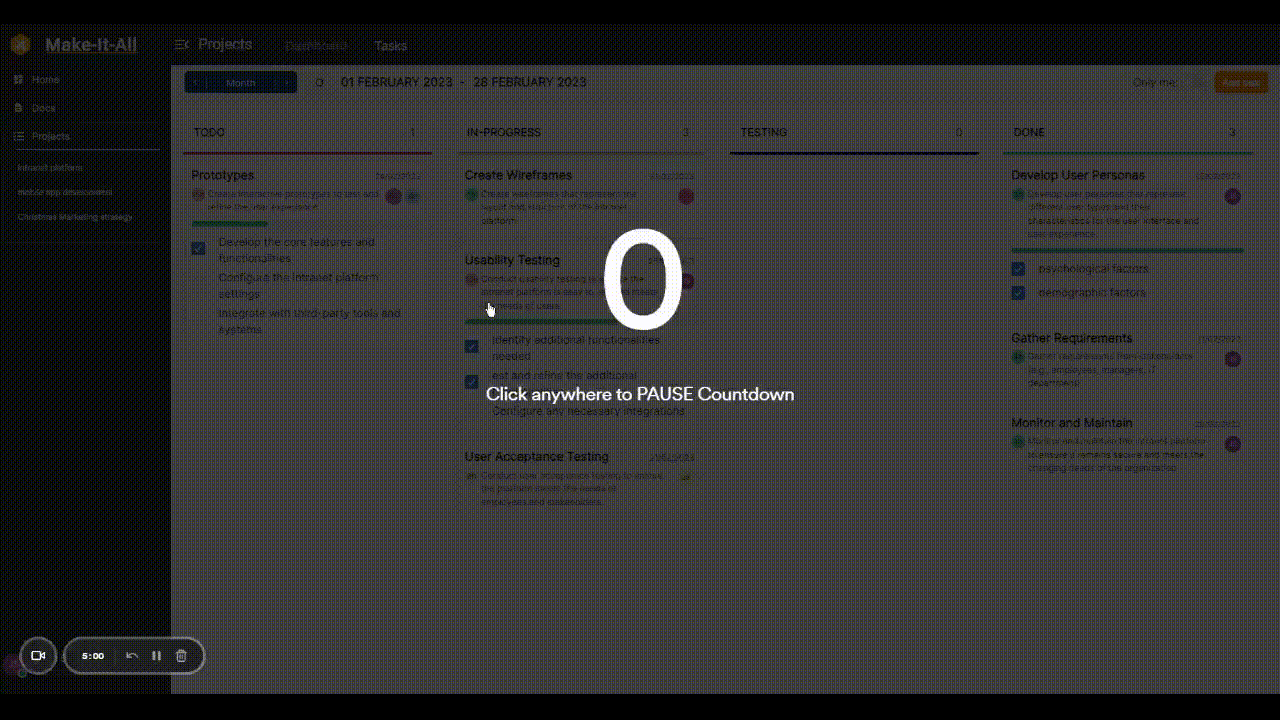 Make-It-All
Projects
Dashboard
Tasks
Home
Docs
Projects
intranet platform
mobile app development
Christmas Marketing strategy
Month
01 FEBRUARY 2023 - 28 FEBRUARY 2023
Only me
TODO 1
Prototypes
Create interactive prototypes to test and
refine the user experience.
Develop the core features and
functionalities
Configure the intranet platform
settings
Integrate with third-party tools and
systems
IN-PROGRESS 3
Create Wireframes
Create wireframes that represent the
layout and structure of the intranet
platform.
Usability Testing
Conduct usability testing to
intranet platform is easy to
needs of users.
Identify additional functionalities
needed
est and refine the additional
Configure any necessary integrations
User Acceptance Testing
Conduct user acceptance testing to ensure
the platform meets the needs of
employees and stakeholders.
TESTING 0
DONE 3
Develop User Personas
Develop user personas that represent
different user types and their
characteristics for the user interface and
user experience.
psychological factors
demographic factors
Gather Requirements
Gather requirements from stakeholders
(e.g., employees, managers, IT
department)
Monitor and Maintain
Monitor and maintain the intranet platform
to ensure it remains secure and meets the
changing needs of the organization.
0
Click anywhere to PAUSE Countdown
5:00